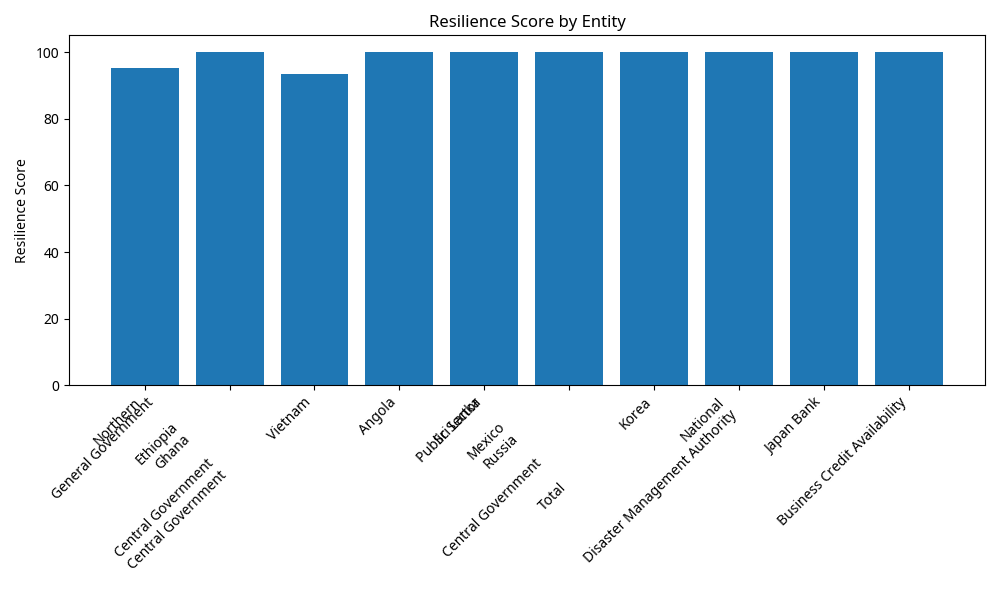 Resilience Score by Entity
Resilience Score
100
80
60
40
20
0
Northern
General Government
Ethiopia
Ghana
Central Government
Central Government
Vietnam
Angola
Sri Lanka
Public Sector
Mexico
Russia
Central Government
Total
Korea
National
Disaster Management Authority
Japan Bank
Business Credit Availability